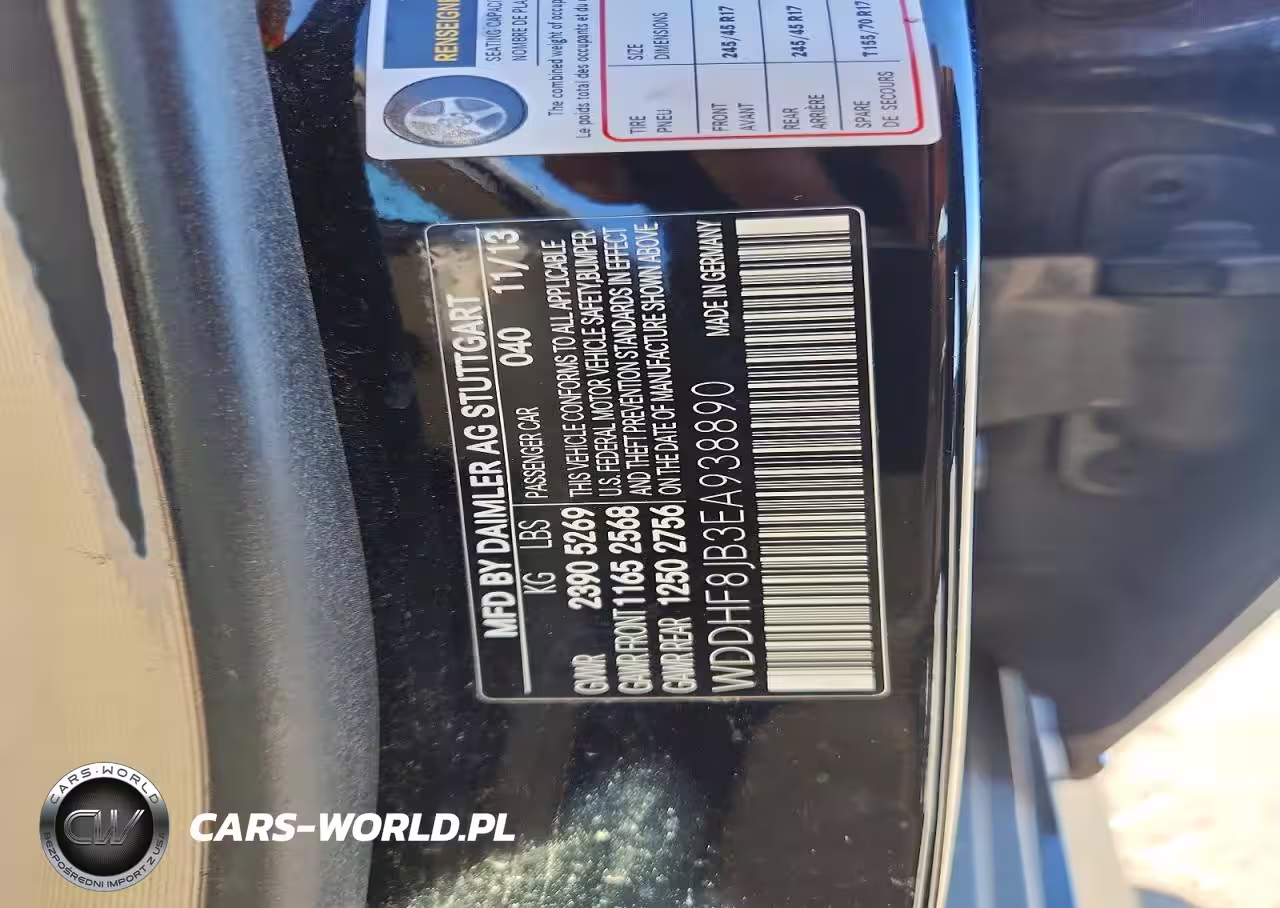 RENSEIGNE
SEATING CAPACI
NOMBRE DE PLA
The combined weight of occup
Le poids total des occupants et du
TIRE SIZE
PNEU DIMENSIONS
FRONT 245/45 R17
AVANT
REAR 245/45 R17
ARRIÈRE
SPARE T155/70 R17
DE SECOURS
MFD BY DAIMLER AG STUTTGART
KG LBS PASSENGER CAR 040 11/13
GVWR 2390 5269 THIS VEHICLE CONFORMS TO ALL APPLICABLE
GAWR FRONT 1165 2568 U.S. FEDERAL MOTOR VEHICLE SAFETY, BUMPER
GAWR REAR 1250 2756 AND THEFT PREVENTION STANDARDS IN EFFECT
ON THE DATE OF MANUFACTURE SHOWN ABOVE
WDDHF8JB3EA938890 MADE IN GERMANY
CARS-WORLD
CW
BEZPOŚREDNI IMPORT Z USA
CARS-WORLD.PL